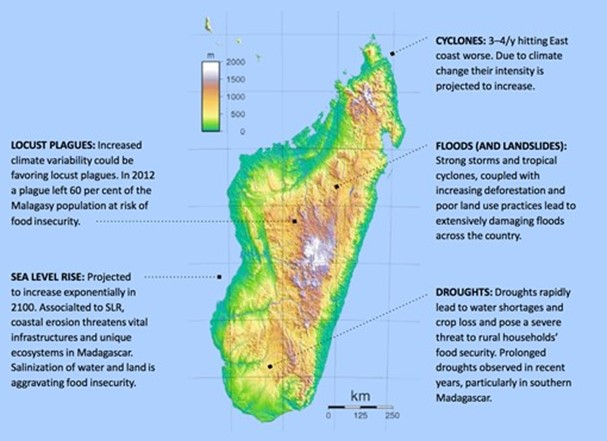 m
2000
1500
1000
500
0
CYCLONES: 3–4/y hitting East
coast worse. Due to climate
change their intensity is
projected to increase.
LOCUST PLAGUES: Increased
climate variability could be
favoring locust plagues. In 2012
a plague left 60 per cent of the
Malagasy population at risk of
food insecurity.
FLOODS (AND LANDSLIDES):
Strong storms and tropical
cyclones, coupled with
increasing deforestation and
poor land use practices lead to
extensively damaging floods
across the country.
SEA LEVEL RISE: Projected
to increase exponentially in
2100. Associalted to SLR,
coastal erosion threatens vital
infrastructures and unique
ecosystems in Madagascar.
Salinization of water and land is
aggravating food insecurity.
DROUGHTS: Droughts rapidly
lead to water shortages and
crop loss and pose a severe
threat to rural households’
food security. Prolonged
droughts observed in recent
years, particularly in southern
Madagascar.
km
0 125 250